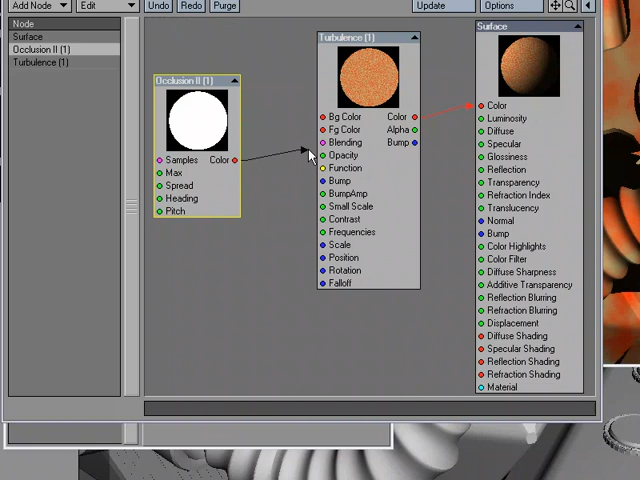 Add Node
Edit
Undo
Redo
Purge
Update
Options
Node
Surface
Occlusion II (1)
Turbulence (1)
Occlusion II (1)
Samples
Color
Max
Spread
Heading
Pitch
Turbulence (1)
Bg Color
Color
Fg Color
Alpha
Blending
Bump
Opacity
Function
Bump
BumpAmp
Small Scale
Contrast
Frequencies
Scale
Position
Rotation
Falloff
Surface
Color
Luminosity
Diffuse
Specular
Glossiness
Reflection
Transparency
Refraction Index
Translucency
Normal
Bump
Color Highlights
Color Filter
Diffuse Sharpness
Additive Transparency
Reflection Blurring
Refraction Blurring
Displacement
Diffuse Shading
Specular Shading
Reflection Shading
Refraction Shading
Material